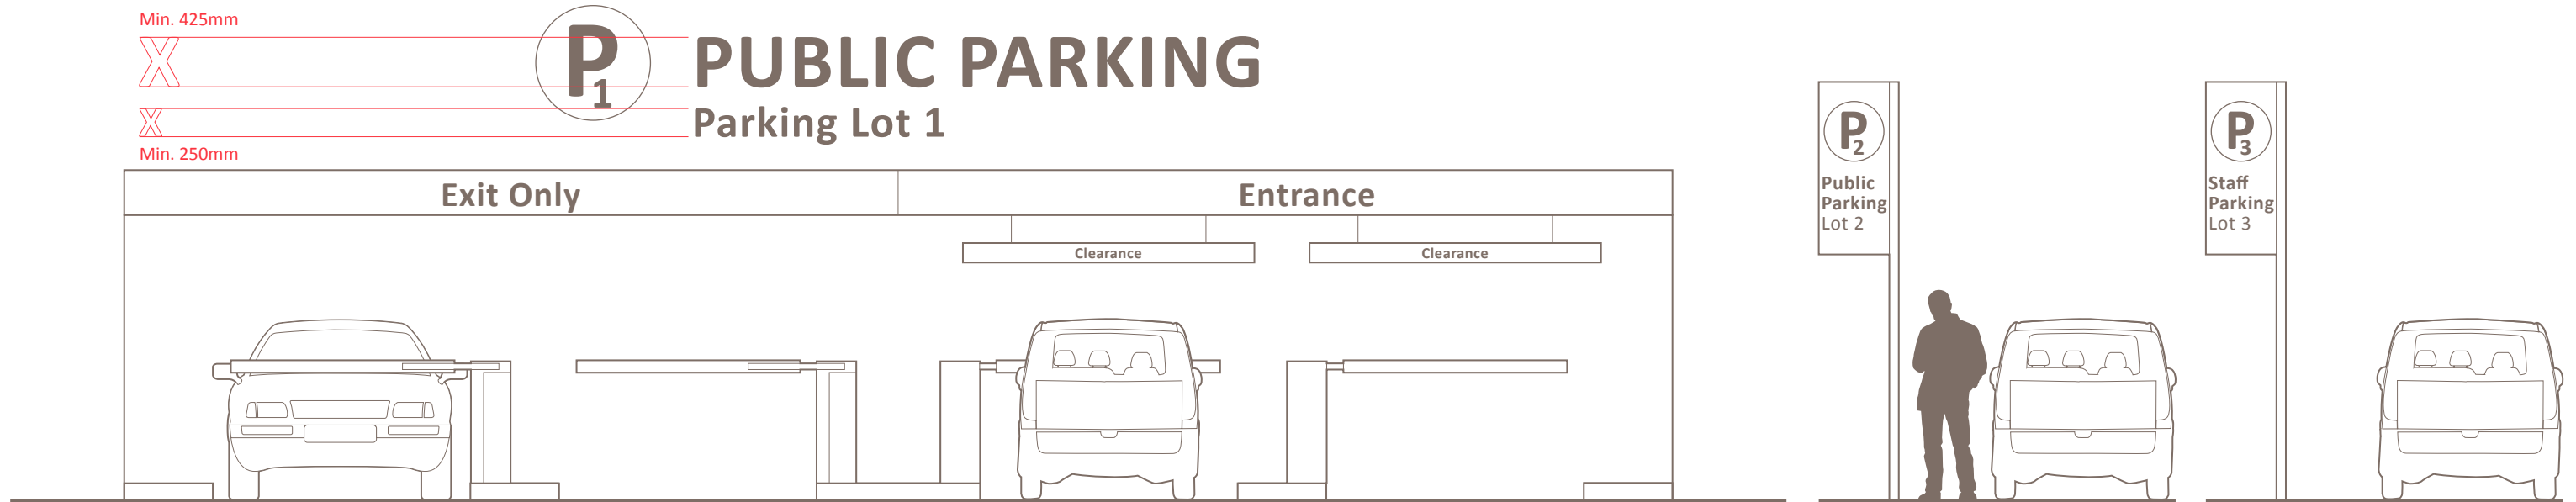 Min. 425mm
X
P1
PUBLIC PARKING
X
Parking Lot 1
Min. 250mm
Exit Only
Entrance
Clearance
Clearance
P2
Public
Parking
Lot 2
P3
Staff
Parking
Lot 3